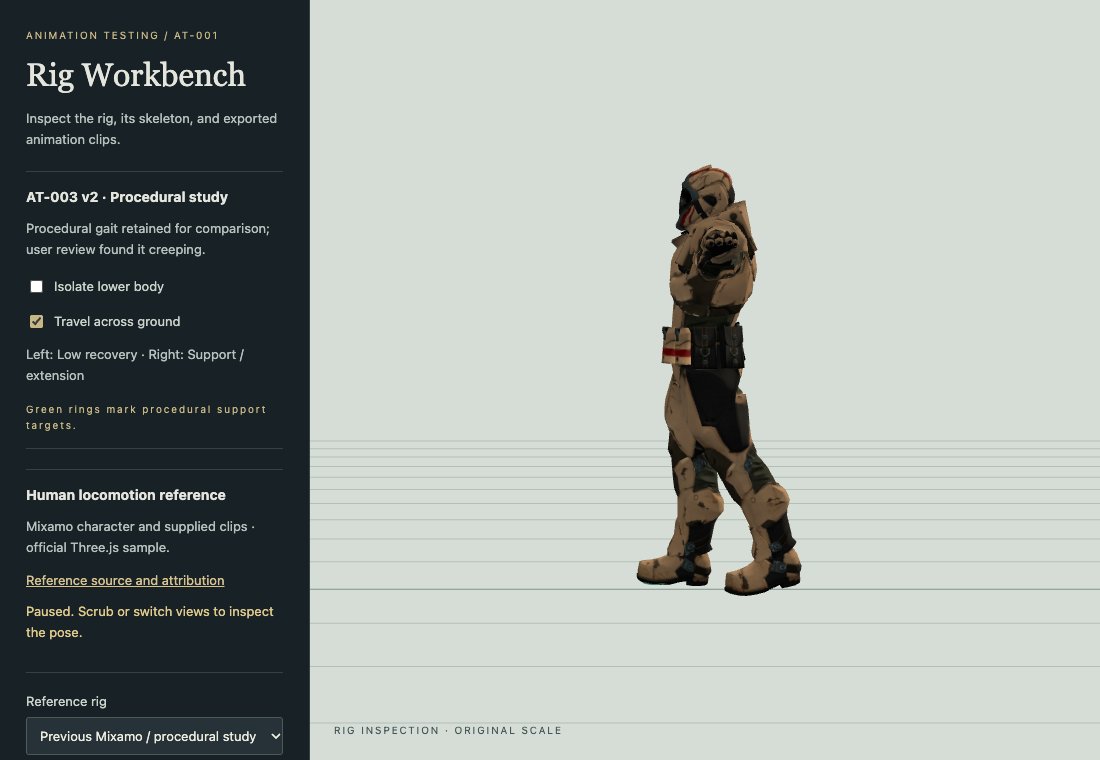 ANIMATION TESTING / AT-001
Rig Workbench
Inspect the rig, its skeleton, and exported
animation clips.
AT-003 v2 · Procedural study
Procedural gait retained for comparison;
user review found it creeping.
Isolate lower body
Travel across ground
Left: Low recovery · Right: Support /
extension
Green rings mark procedural support
targets.
Human locomotion reference
Mixamo character and supplied clips ·
official Three.js sample.
Reference source and attribution
Paused. Scrub or switch views to inspect
the pose.
Reference rig
Previous Mixamo / procedural study
RIG INSPECTION · ORIGINAL SCALE